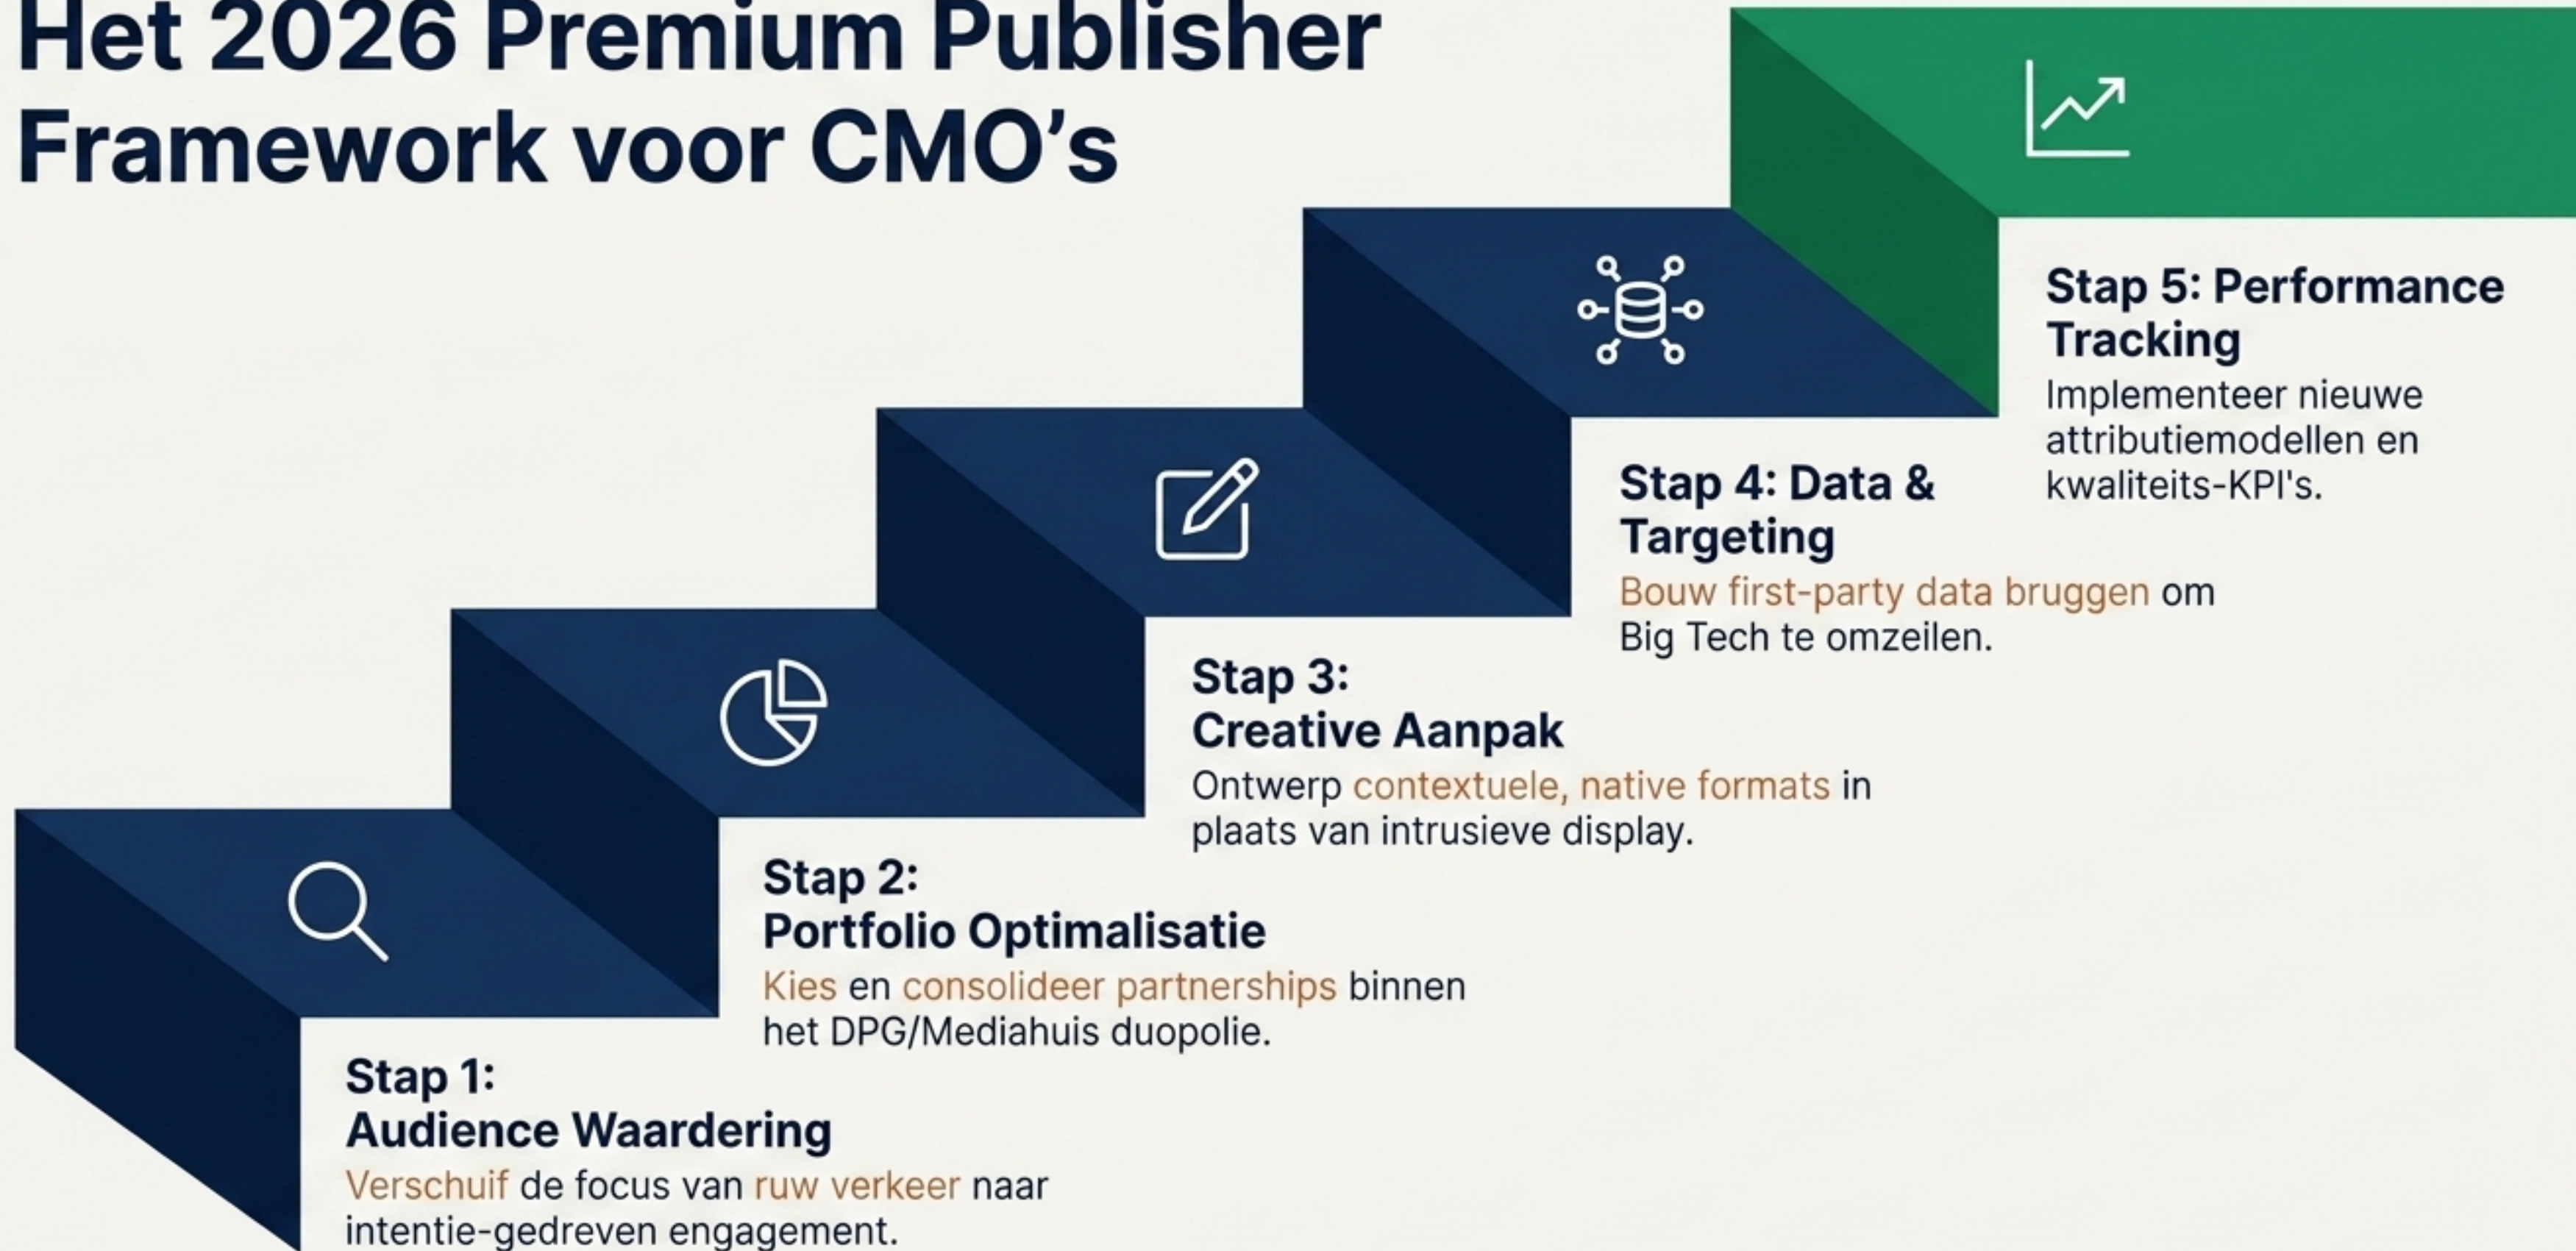 Het 2026 Premium Publisher
Framework voor CMO’s
Stap 1:
Audience Waardering
Verschuif de focus van ruw verkeer naar
intentie-gedreven engagement.
Stap 2:
Portfolio Optimalisatie
Kies en consolideer partnerships binnen
het DPG/Mediahuis duopolie.
Stap 3:
Creative Aanpak
Ontwerp contextuele, native formats in
plaats van intrusieve display.
Stap 4: Data &
Targeting
Bouw first-party data bruggen om
Big Tech te omzeilen.
Stap 5: Performance
Tracking
Implementeer nieuwe
attributiemodellen en
kwaliteits-KPI's.